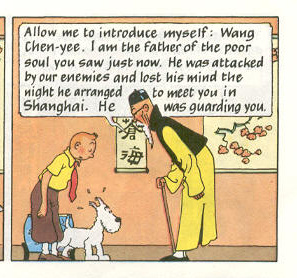 Allow me to introduce myself: Wang
Chen-yee. I am the father of the poor
soul you saw just now. He was attacked
by our enemies and lost his mind the
night he arranged to meet you in
Shanghai. He was guarding you.
滄
海